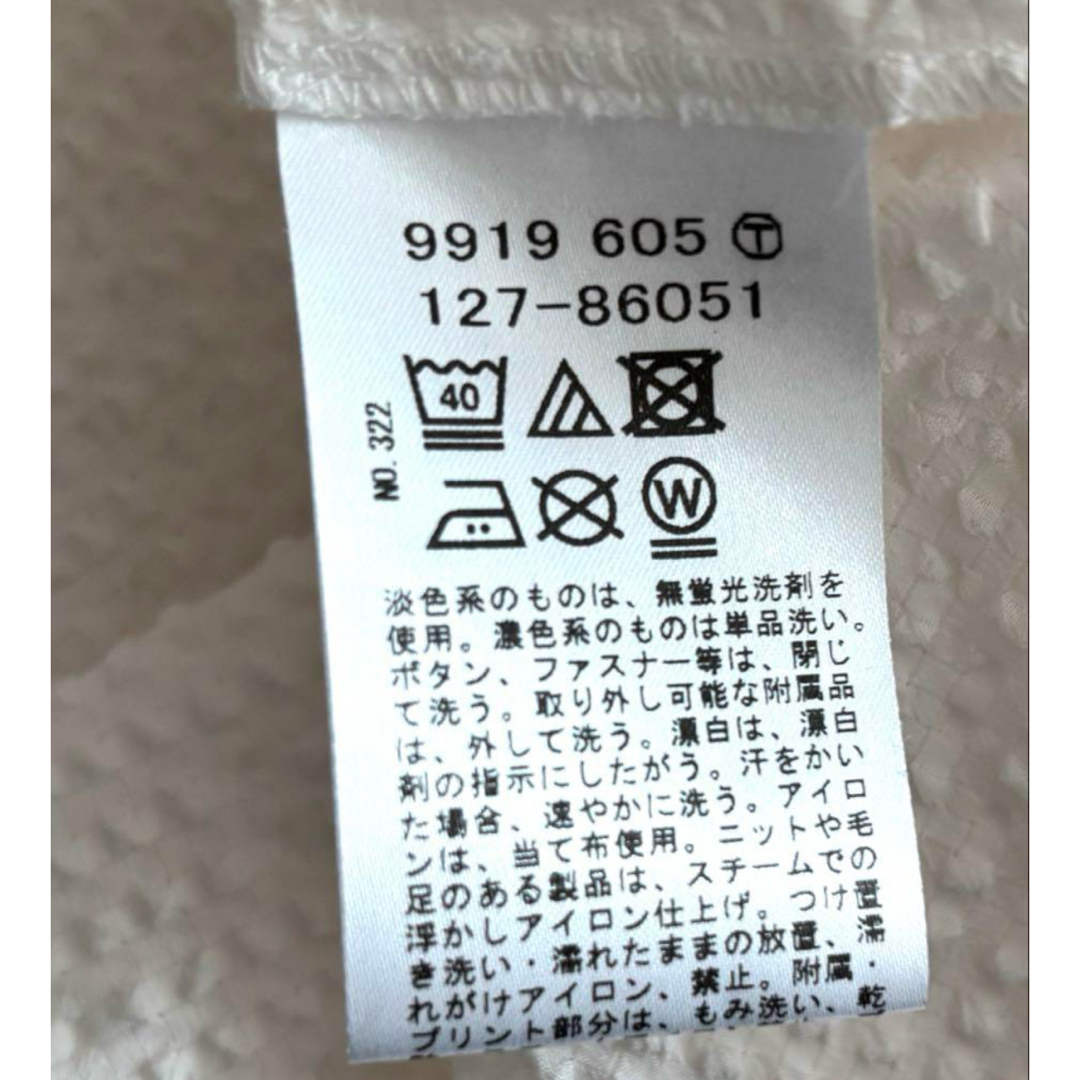 9919 605 Ⓣ
127-86051
NO. 322
40
W
淡色系のものは、無蛍光洗剤を
使用。濃色系のものは単品洗い。
ボタン、ファスナー等は、閉じ
て洗う。取り外し可能な附属品
は、外して洗う。漂白は、漂白
剤の指示にしたがう。汗をかい
た場合、速やかに洗う。アイロ
ンは、当て布使用。ニットや毛
足のある製品は、スチームでの
浮かしアイロン仕上げ。つけ置
き洗い・濡れたままの放置、濡
れがけアイロン、禁止。附属・
プリント部分は、もみ洗い、乾